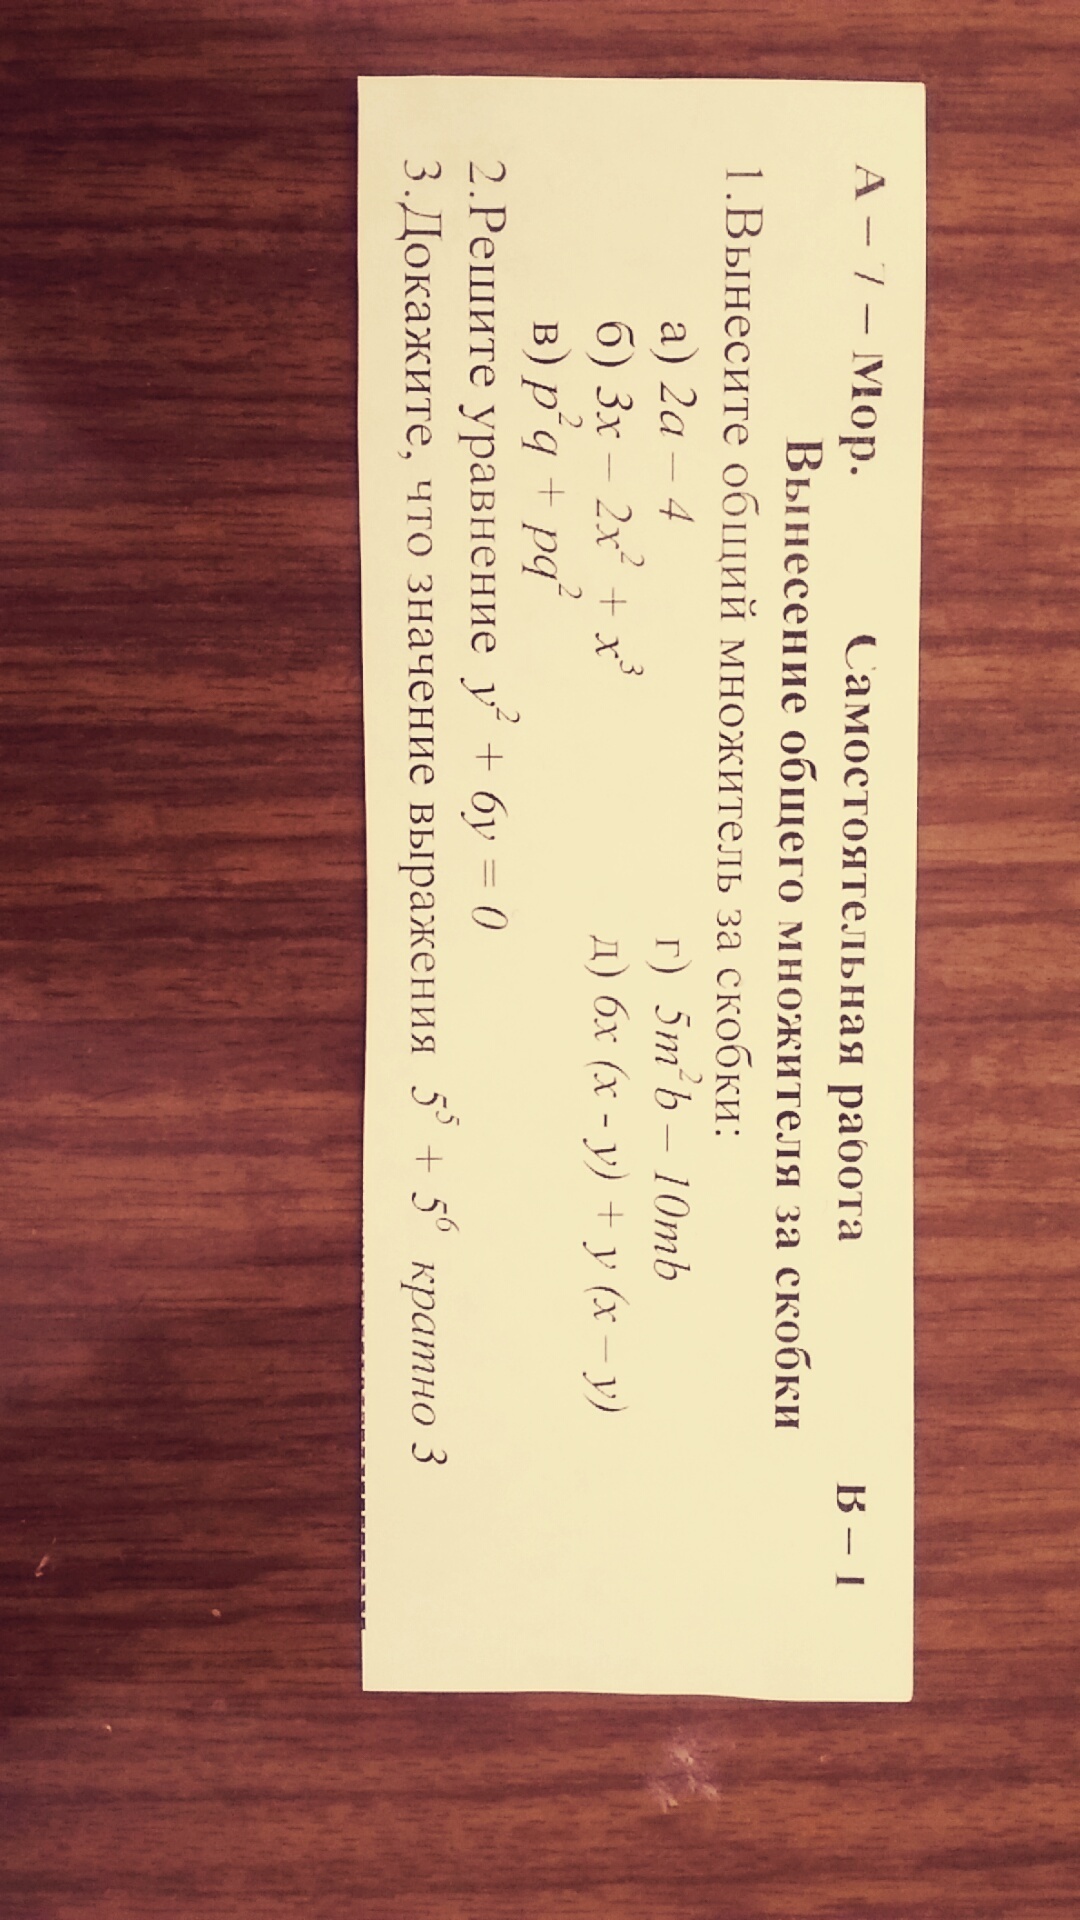 А – 7 – Мор. Самостоятельная работа В – 1
Вынесение общего множителя за скобки
1.Вынесите общий множитель за скобки:
а) 2a – 4 г) 5m²b – 10mb
б) 3x – 2x² + x³ д) 6x (x - y) + y (x – y)
в) p²q + pq²
2.Решите уравнение y² + 6y = 0
3.Докажите, что значение выражения 5⁵ + 5⁶ кратно 3